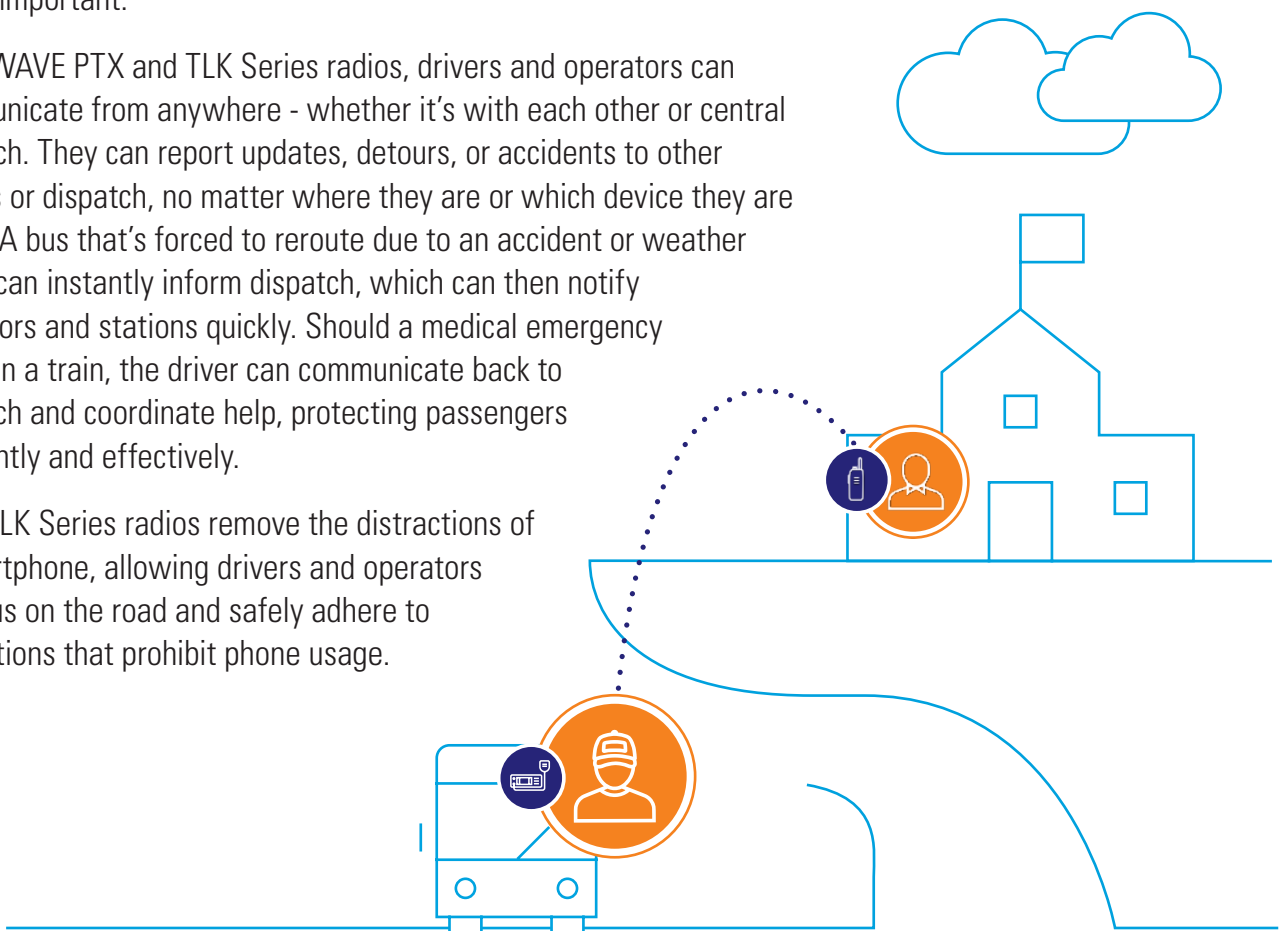 important.
WAVE PTX and TLK Series radios, drivers and operators can
unicate from anywhere - whether it’s with each other or central
ch. They can report updates, detours, or accidents to other
s or dispatch, no matter where they are or which device they are
A bus that’s forced to reroute due to an accident or weather
can instantly inform dispatch, which can then notify
ors and stations quickly. Should a medical emergency
n a train, the driver can communicate back to
ch and coordinate help, protecting passengers
ntly and effectively.
LK Series radios remove the distractions of
rtphone, allowing drivers and operators
us on the road and safely adhere to
tions that prohibit phone usage.